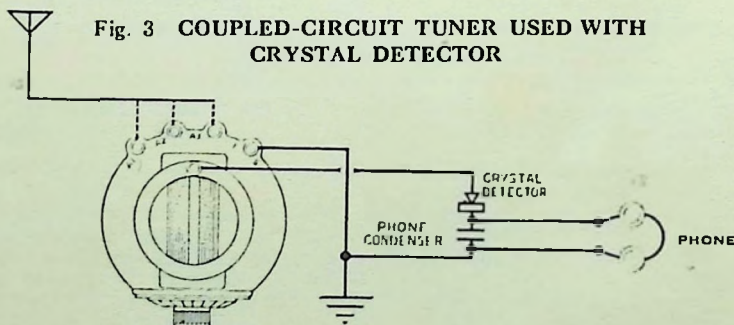 Fig. 3 COUPLED-CIRCUIT TUNER USED WITH
CRYSTAL DETECTOR
CRYSTAL
DETECTOR
PHONE
CONDENSER
PHONE